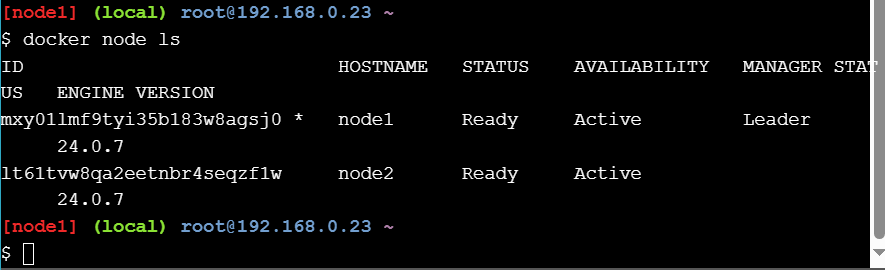 [node1] (local) root@192.168.0.23 ~
$ docker node ls
ID                            HOSTNAME   STATUS    AVAILABILITY   MANAGER STAT
US   ENGINE VERSION
mxy01lmf9tyi35b183w8agsj0 *   node1      Ready     Active         Leader
     24.0.7
lt61tvw8qa2eetnbr4seqzf1w     node2      Ready     Active
     24.0.7
[node1] (local) root@192.168.0.23 ~
$